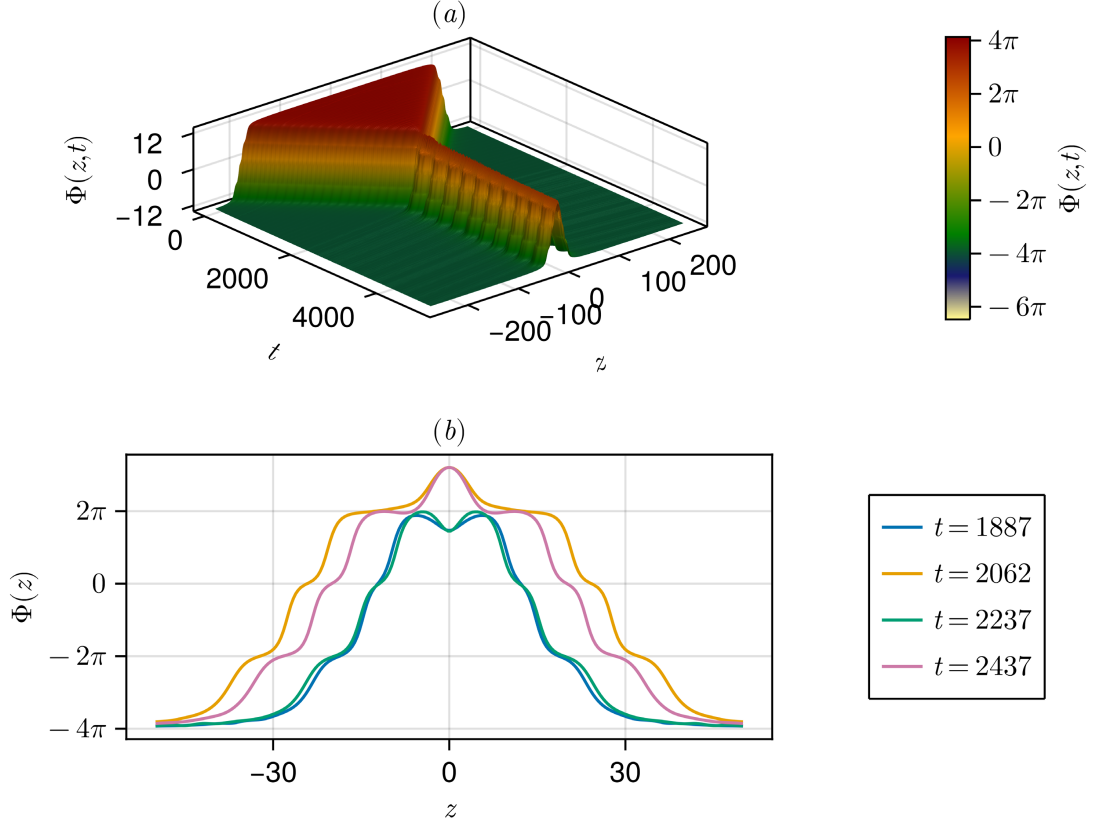 (a)
Φ(z,t)
12
0
−12
0
2000
4000
t
−200
−100
0
100
200
z
4π
2π
0
−2π
−4π
−6π
Φ(z,t)
(b)
Φ(z)
2π
0
−2π
−4π
−30
0
30
z
t = 1887
t = 2062
t = 2237
t = 2437